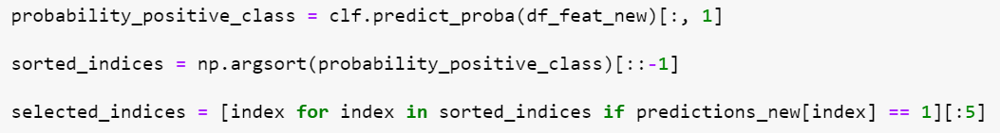 probability_positive_class = clf.predict_proba(df_feat_new)[:, 1]
sorted_indices = np.argsort(probability_positive_class)[::-1]
selected_indices = [index for index in sorted_indices if predictions_new[index] == 1][:5]